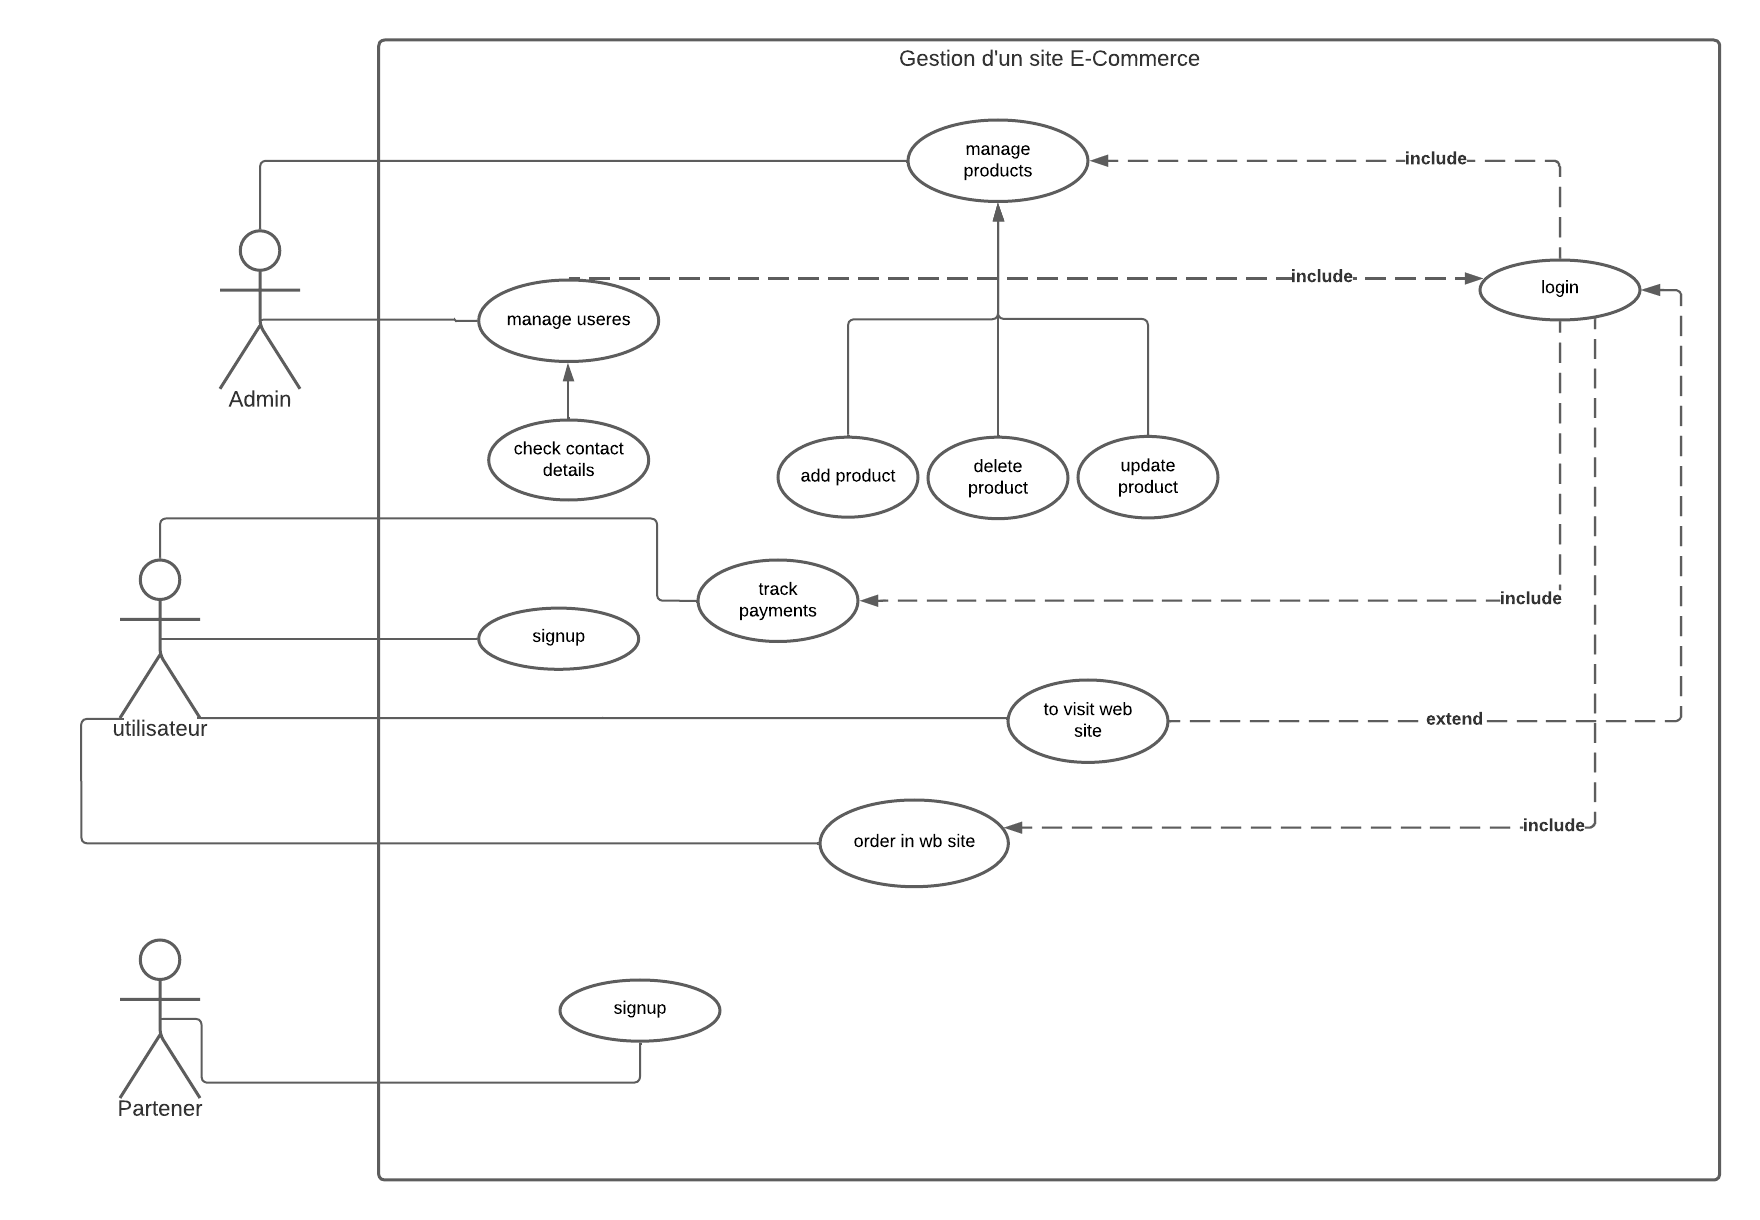 Gestion d'un site E-Commerce
manage
products
include
include
login
manage useres
Admin
check contact
details
add product
delete
product
update
product
track
payments
include
signup
utilisateur
to visit web
site
extend
order in wb site
include
signup
Partener